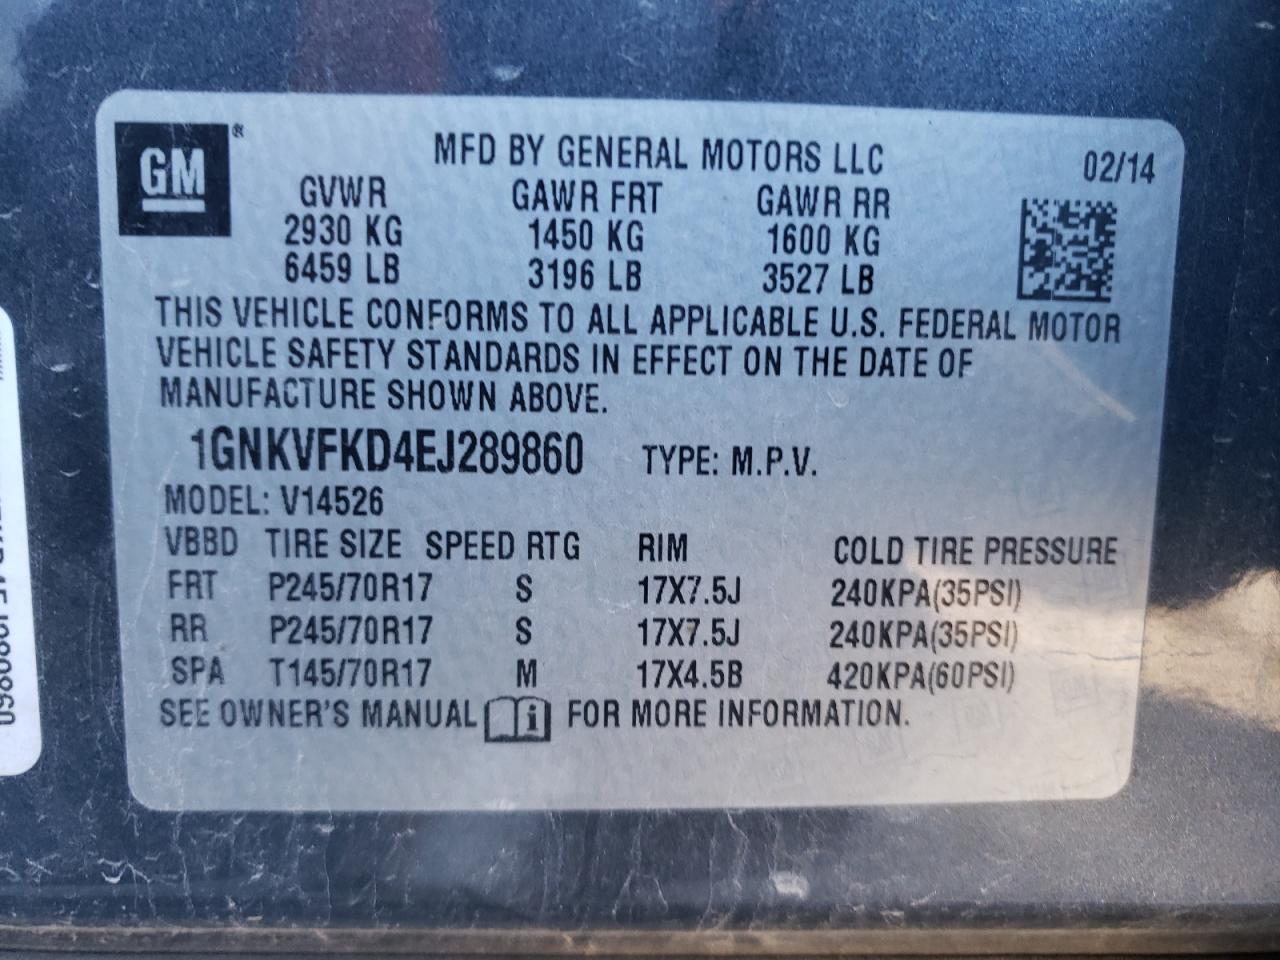 GM®
MFD BY GENERAL MOTORS LLC 02/14
GVWR GAWR FRT GAWR RR
2930 KG 1450 KG 1600 KG
6459 LB 3196 LB 3527 LB
THIS VEHICLE CONFORMS TO ALL APPLICABLE U.S. FEDERAL MOTOR
VEHICLE SAFETY STANDARDS IN EFFECT ON THE DATE OF
MANUFACTURE SHOWN ABOVE.
1GNKVFKD4EJ289860 TYPE: M.P.V.
MODEL: V14526
VBBD TIRE SIZE SPEED RTG RIM COLD TIRE PRESSURE
FRT P245/70R17 S 17X7.5J 240KPA(35PSI)
RR P245/70R17 S 17X7.5J 240KPA(35PSI)
SPA T145/70R17 M 17X4.5B 420KPA(60PSI)
SEE OWNER'S MANUAL i FOR MORE INFORMATION.